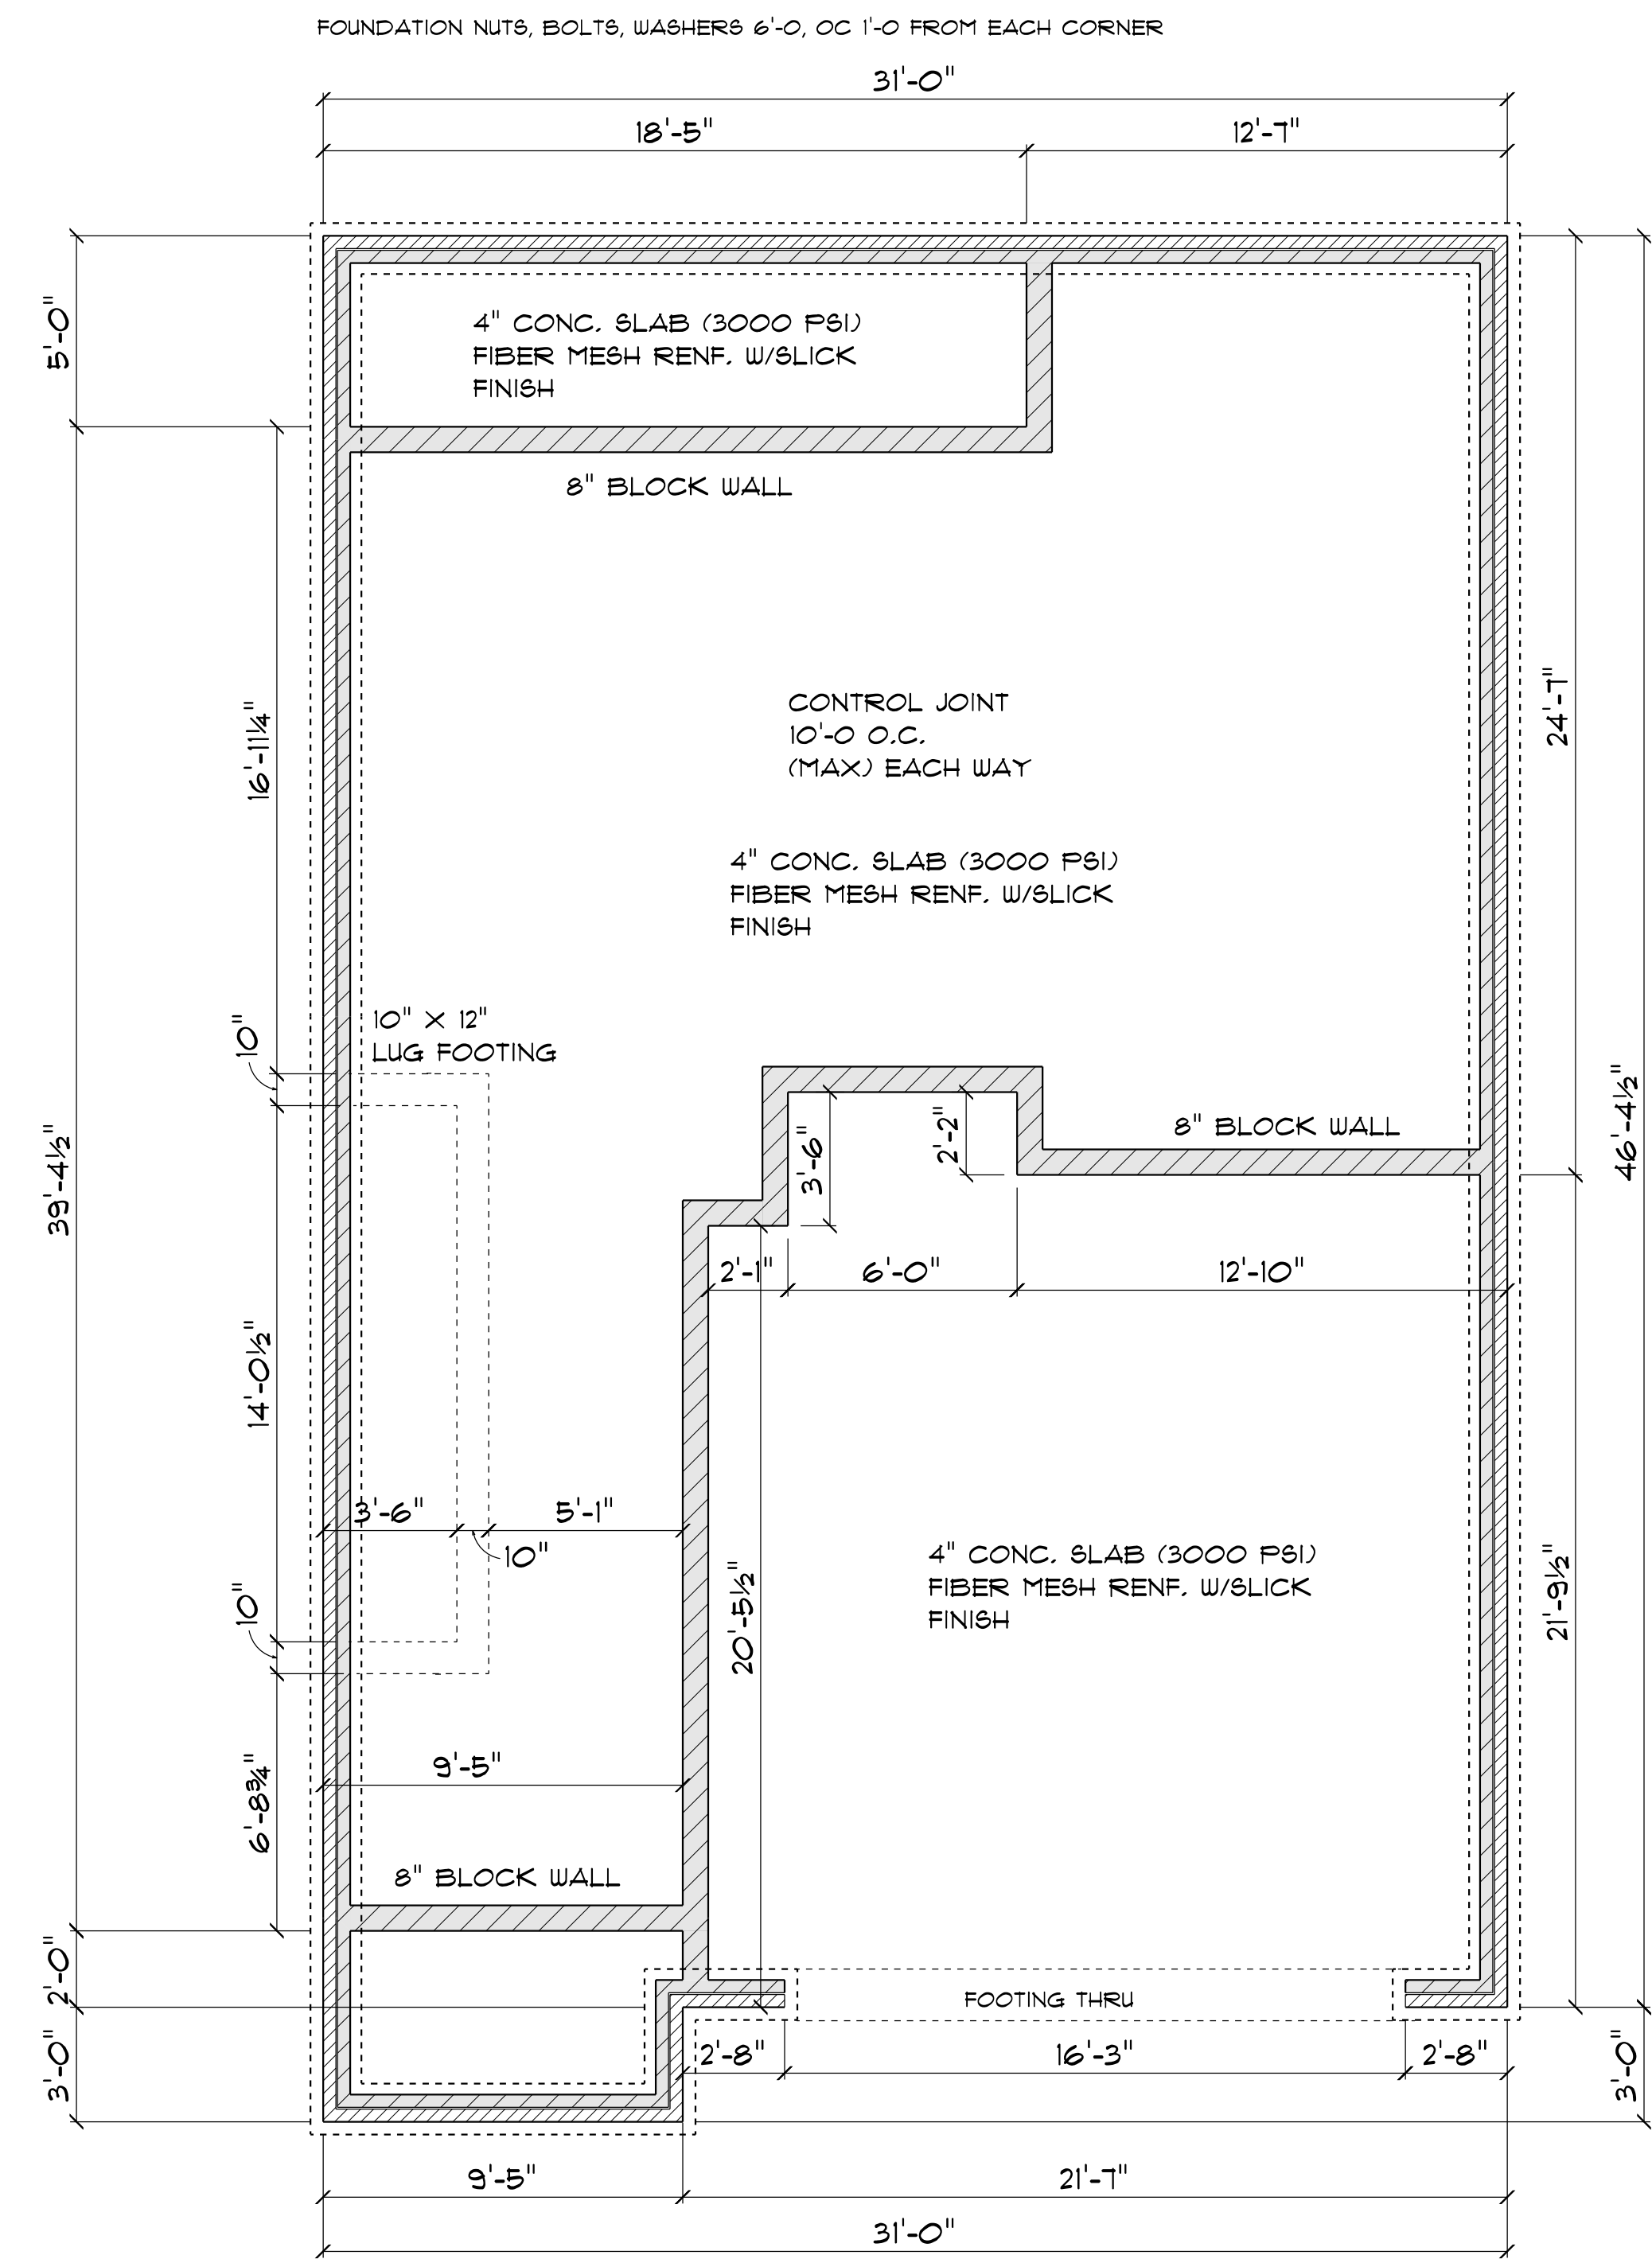 FOUNDATION NUTS, BOLTS, WASHERS 6'-0, OC 1'-0 FROM EACH CORNER
31'-0"
18'-5"
12'-7"
5'-0"
4" CONC. SLAB (3000 PSI)
FIBER MESH RENF. W/SLICK
FINISH
8" BLOCK WALL
16'-11¼"
24'-7"
CONTROL JOINT
10'-0 O.C.
(MAX) EACH WAY
4" CONC. SLAB (3000 PSI)
FIBER MESH RENF. W/SLICK
FINISH
10"
10" X 12"
LUG FOOTING
39'-4½"
46'-4½"
3'-6"
2'-2"
8" BLOCK WALL
2'-1"
6'-0"
12'-10"
14'-0½"
3'-6"
5'-1"
10"
10"
20'-5½"
4" CONC. SLAB (3000 PSI)
FIBER MESH RENF. W/SLICK
FINISH
21'-9½"
9'-5"
6'-8¾"
8" BLOCK WALL
2'-0"
FOOTING THRU
3'-0"
2'-8"
16'-3"
2'-8"
3'-0"
9'-5"
21'-7"
31'-0"